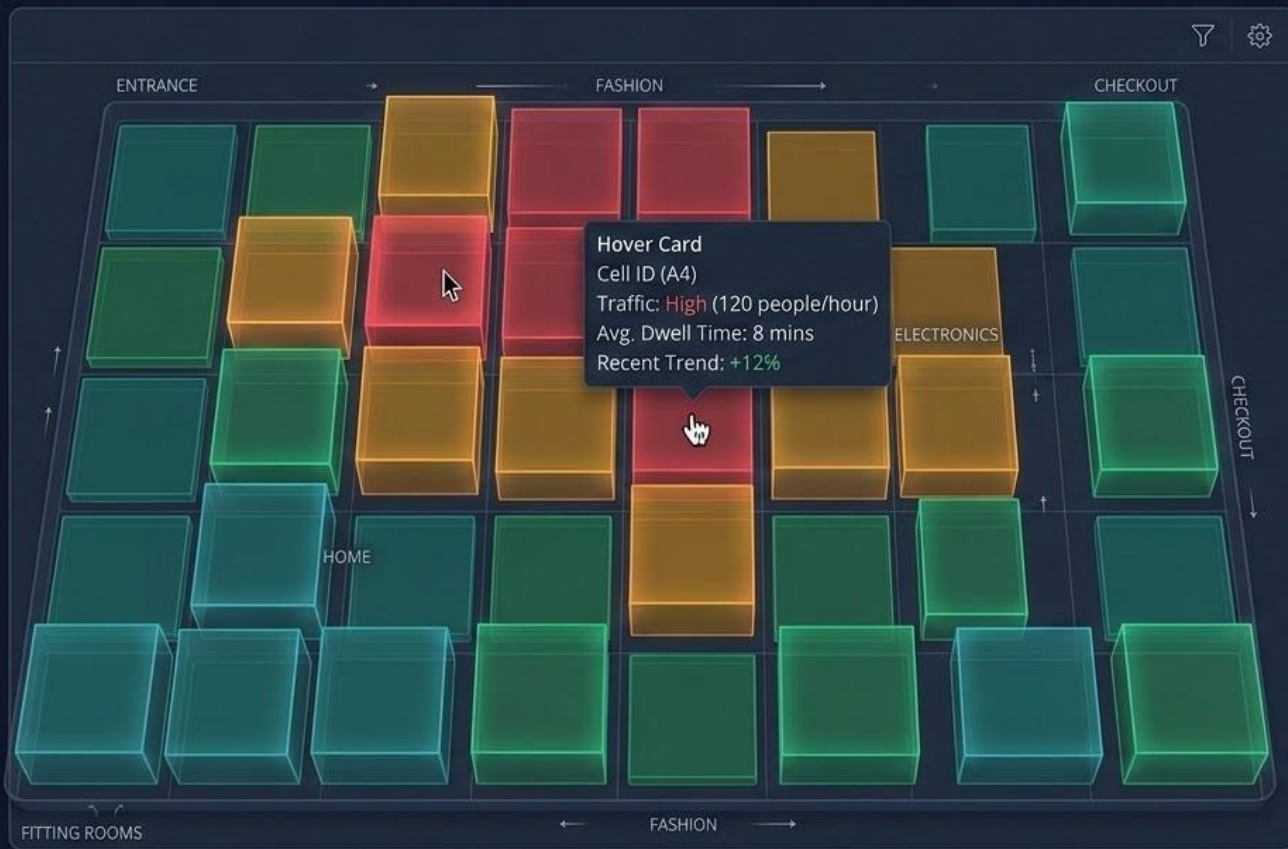 ENTRANCE
FASHION
CHECKOUT
Hover Card
Cell ID (A4)
Traffic: High (120 people/hour)
Avg. Dwell Time: 8 mins
Recent Trend: +12%
ELECTRONICS
CHECKOUT
HOME
FASHION
FITTING ROOMS